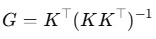 G = K⊤(KK⊤)−1